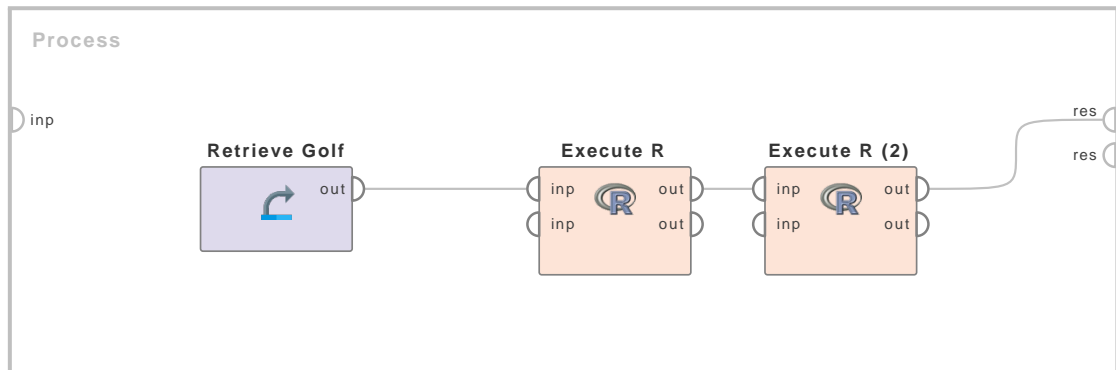 Process
inp
res
res
Retrieve Golf
Execute R
Execute R (2)
out
inp
out
inp
out
inp
out
inp
out
R
R